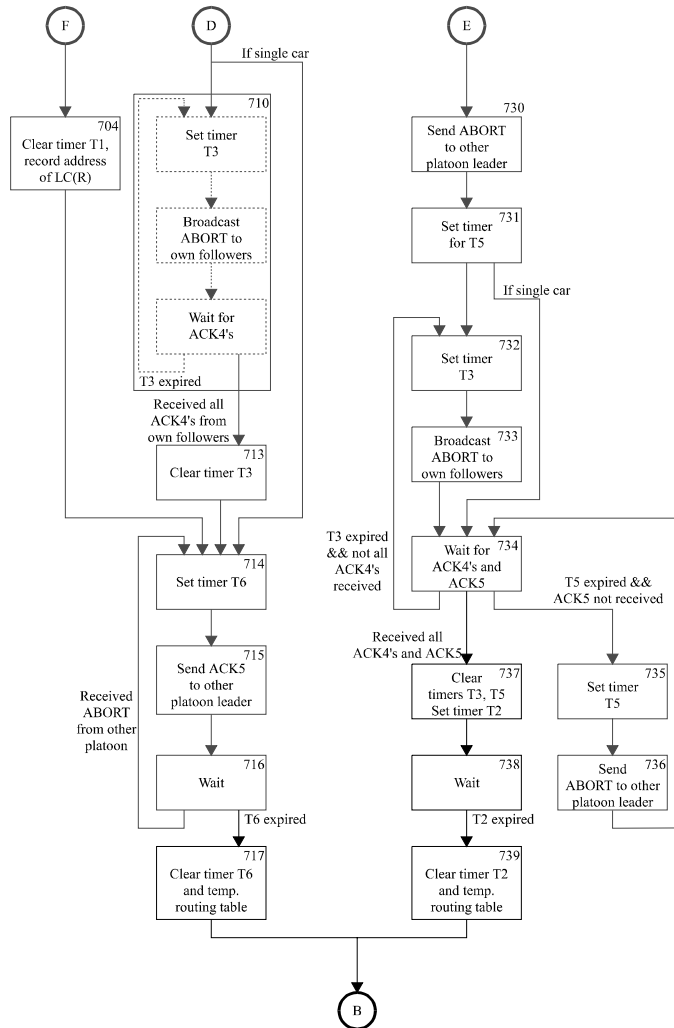 F
D
E
If single car
710
704
Clear timer T1,
record address
of LC(R)
Set timer
T3
Broadcast
ABORT to
own followers
Wait for
ACK4's
T3 expired
Received all
ACK4's from
own followers
713
Clear timer T3
714
Set timer T6
715
Send ACK5
to other
platoon leader
Received
ABORT
from other
platoon
716
Wait
T6 expired
717
Clear timer T6
and temp.
routing table
730
Send ABORT
to other
platoon leader
731
Set timer
for T5
If single car
732
Set timer
T3
733
Broadcast
ABORT to
own followers
T3 expired
&& not all
ACK4's
received
734
Wait for
ACK4's and
ACK5
T5 expired &&
ACK5 not received
Received all
ACK4's and ACK5
737
Clear
timers T3, T5
Set timer T2
735
Set timer
T5
738
Wait
736
Send
ABORT to other
platoon leader
T2 expired
739
Clear timer T2
and temp.
routing table
B